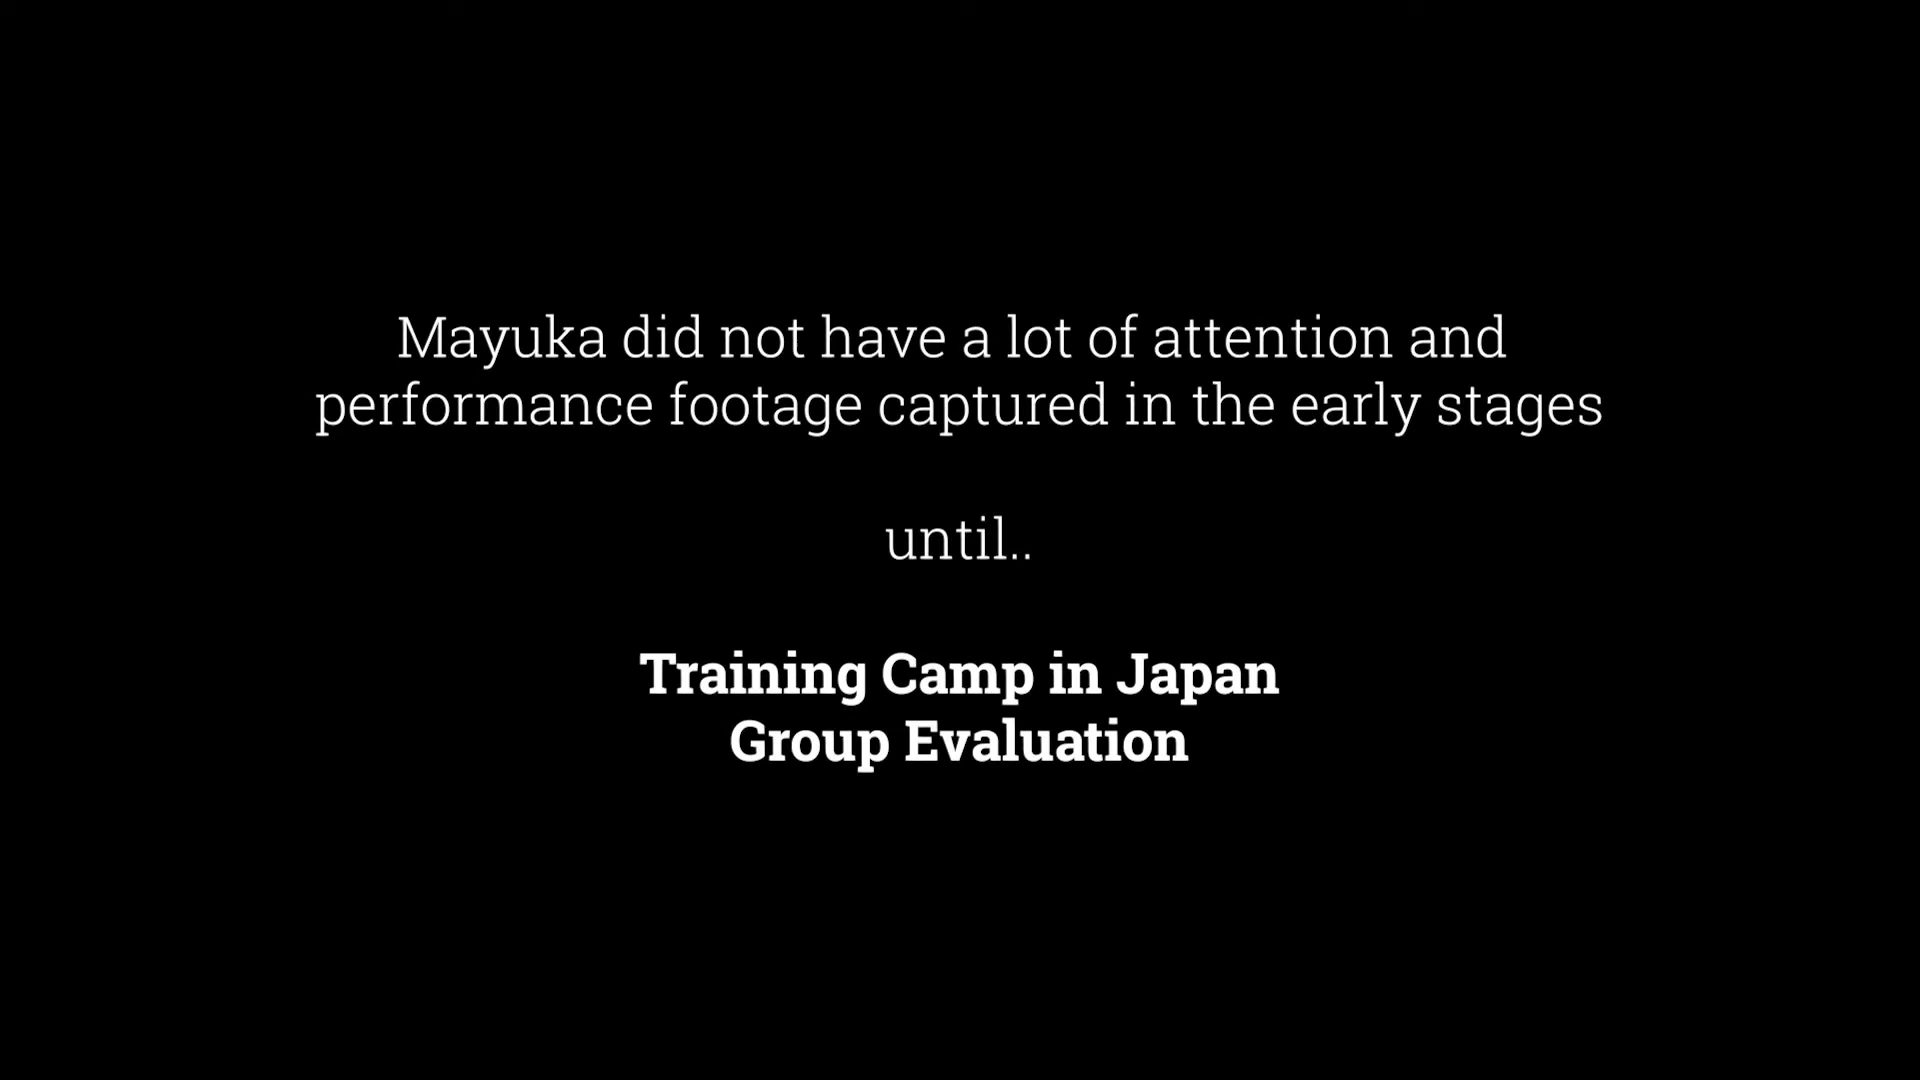 Mayuka did not have a lot of attention and
performance footage captured in the early stages
until..
Training Camp in Japan
Group Evaluation